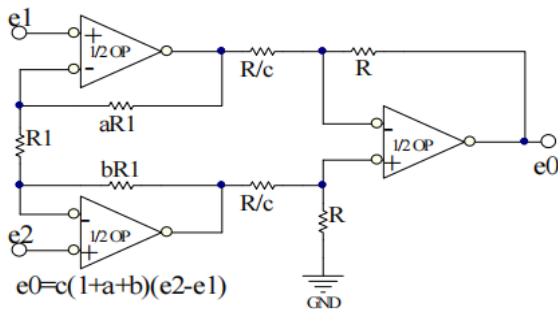 e1
+
1/2 OP
-
R/c
R
aR1
R1
-
1/2 OP
+
e0
bR1
R/c
R
-
1/2 OP
+
e2
e0=c(1+a+b)(e2-e1)
GND